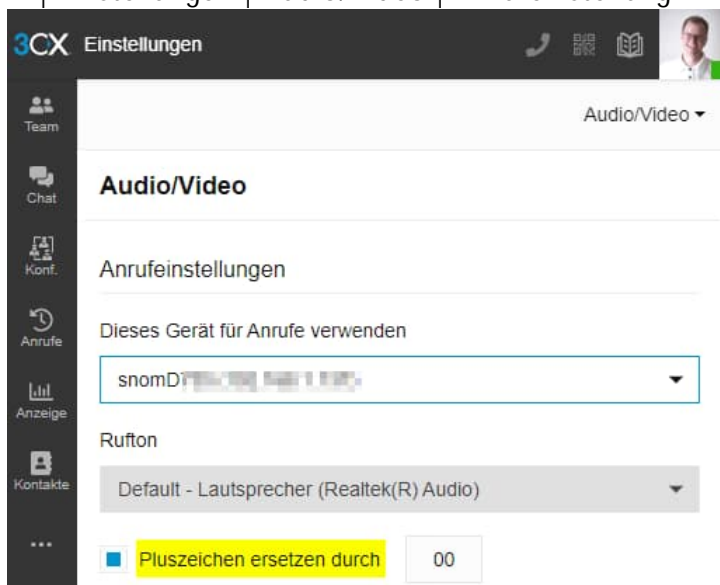 3CX Einstellungen
Team
Audio/Video
Chat
Audio/Video
Konf.
Anrufeinstellungen
Anrufe
Dieses Gerät für Anrufe verwenden
snomD
Anzeige
Rufton
Kontakte
Default - Lautsprecher (Realtek(R) Audio)
...
Pluszeichen ersetzen durch 00